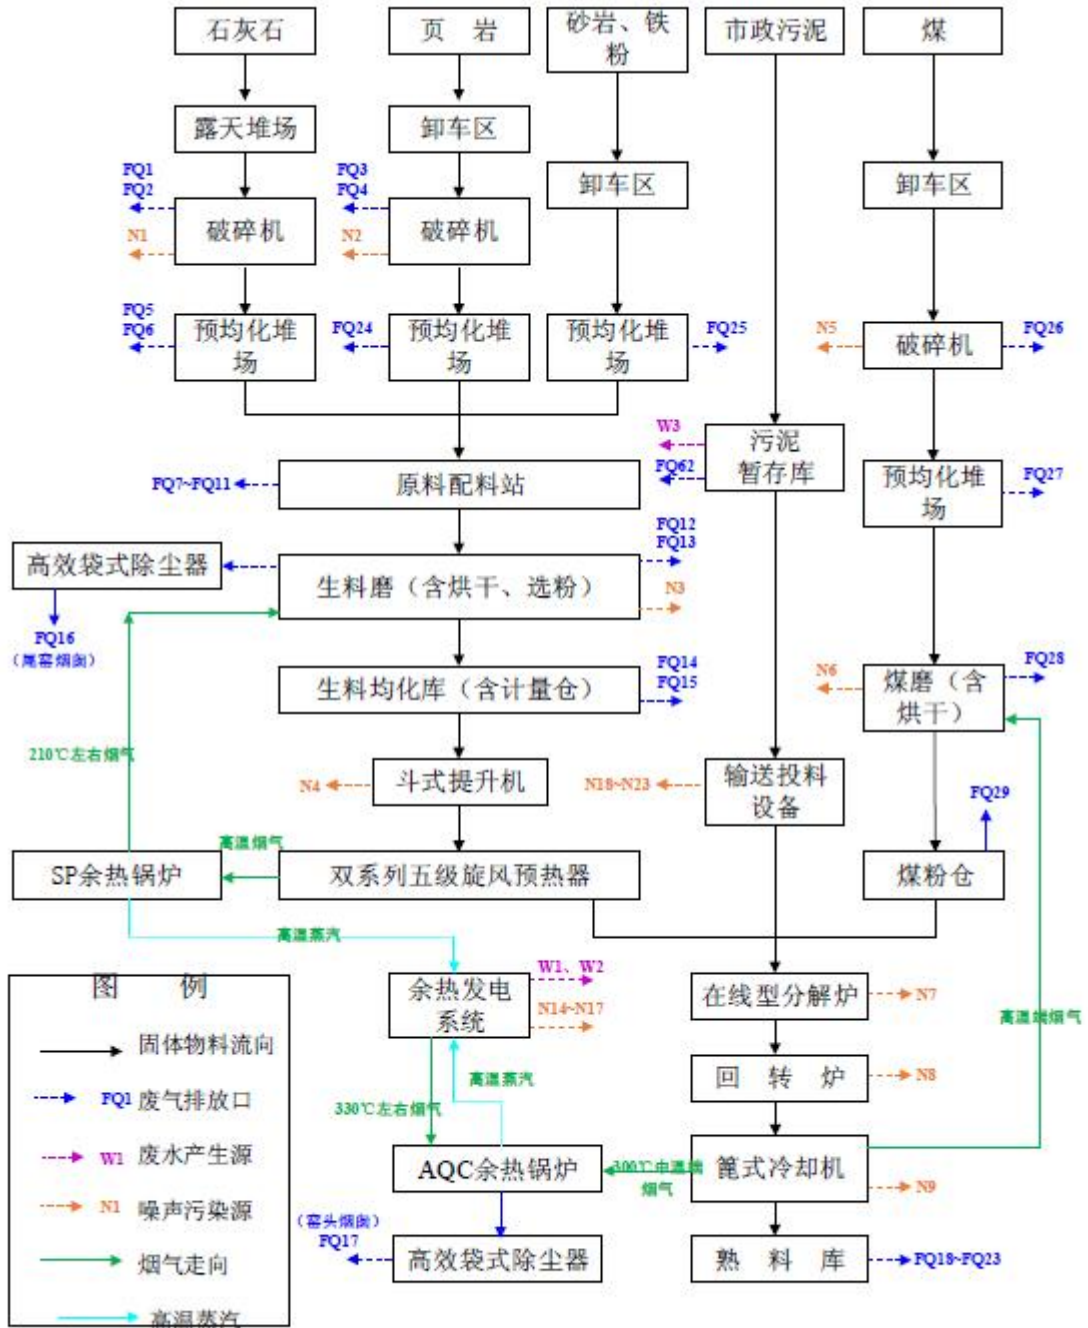 石灰石
页 岩
砂岩、铁
粉
市政污泥
煤
露天堆场
卸车区
卸车区
卸车区
FQ1
FQ2
N1
破碎机
FQ3
FQ4
N2
破碎机
FQ5
FQ6
预均化堆
场
FQ24
预均化堆
场
预均化堆
场
FQ25
N5
破碎机
FQ26
W3
FQ62
污泥
暂存库
FQ7~FQ11
原料配料站
预均化堆
场
FQ27
高效袋式除尘器
FQ16
（尾窑烟囱）
生料磨（含烘干、选粉）
FQ12
FQ13
N3
生料均化库（含计量仓）
FQ14
FQ15
N6
煤磨（含
烘干）
FQ28
210℃左右烟气
N4
斗式提升机
N18~N23
输送投料
设备
FQ29
高温烟气
SP余热锅炉
双系列五级旋风预热器
煤粉仓
高温蒸汽
余热发电
系统
W1、W2
N14~N17
在线型分解炉
N7
高温端烟气
回 转 炉
N8
高温蒸汽
330℃左右烟气
AQC余热锅炉
300℃中温端
烟气
篦式冷却机
N9
（窑头烟囱）
FQ17
高效袋式除尘器
熟 料 库
FQ18~FQ23
图 例
固体物料流向
FQ1 废气排放口
W1 废水产生源
N1 噪声污染源
烟气走向
高温蒸汽